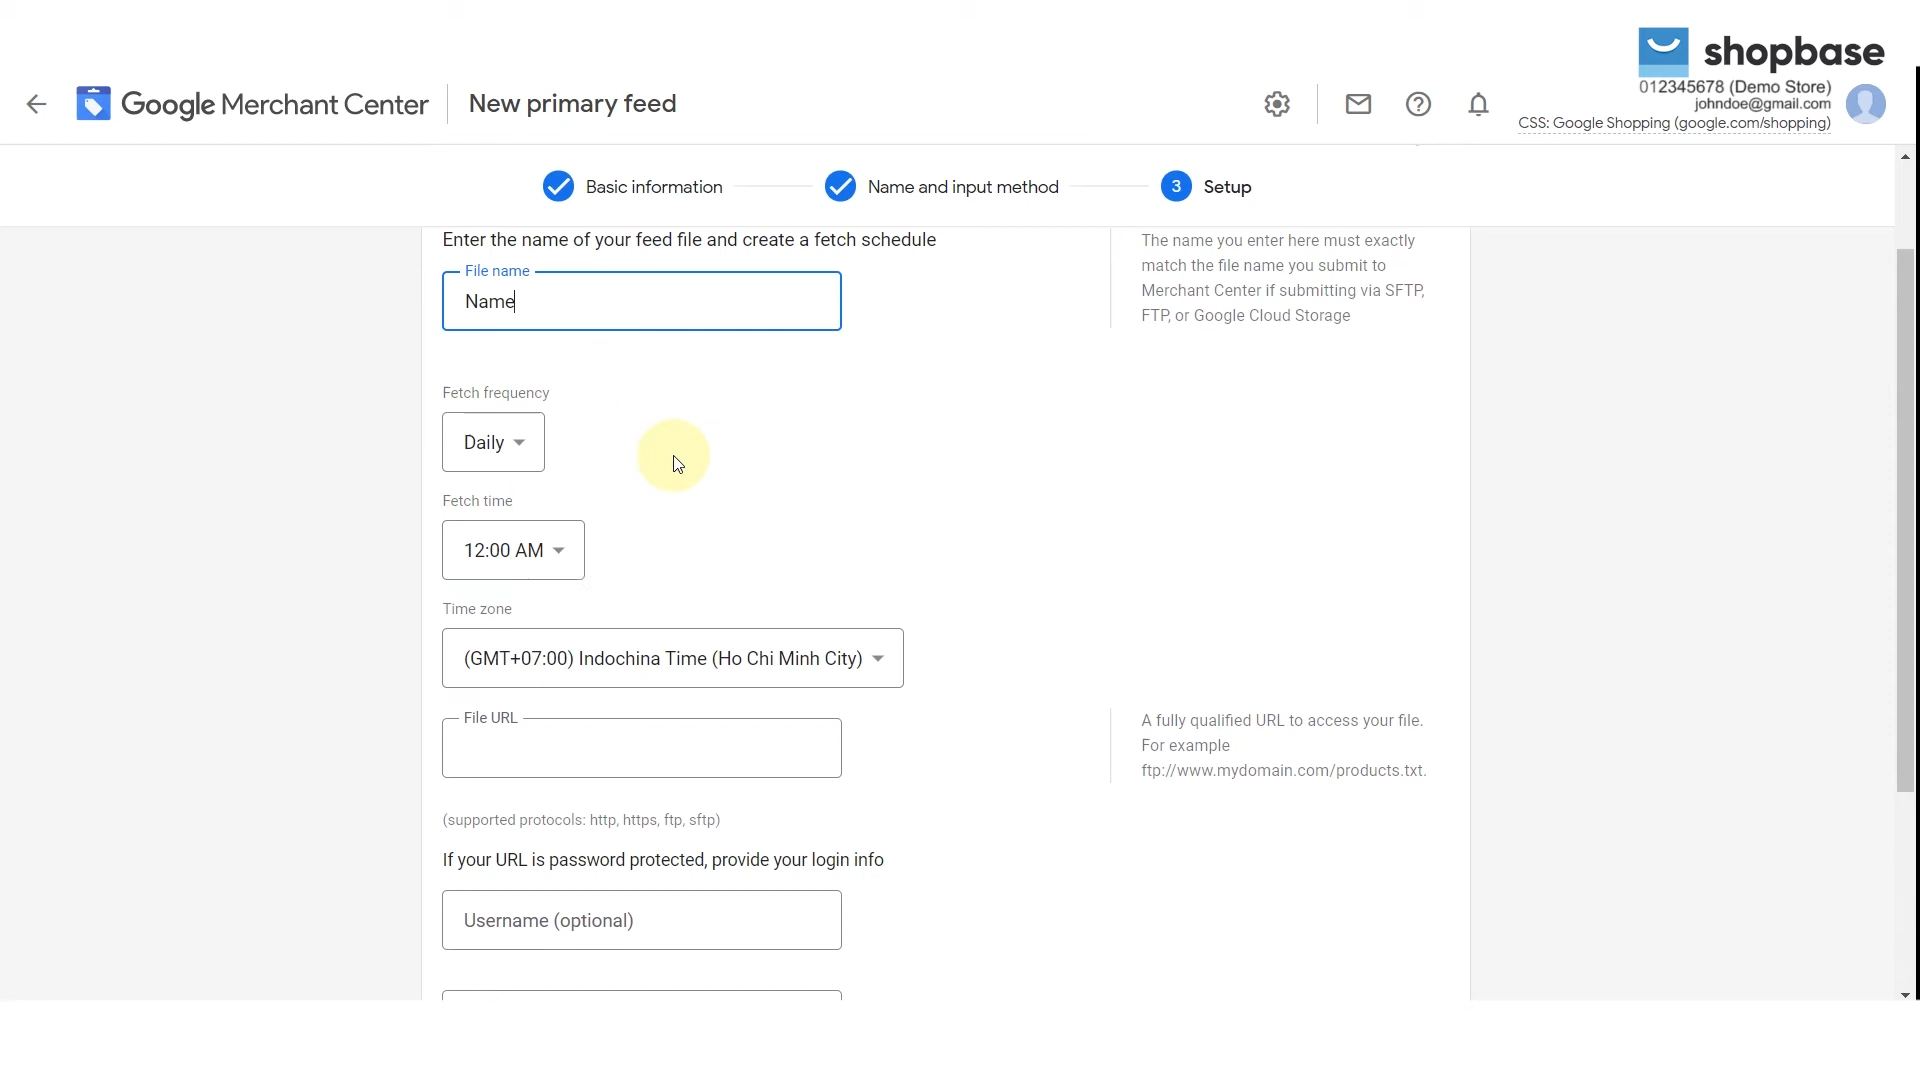 shopbase
Google Merchant Center
New primary feed
012345678 (Demo Store)
johndoe@gmail.com
CSS: Google Shopping (google.com/shopping)
Basic information
Name and input method
3 Setup
Enter the name of your feed file and create a fetch schedule
File name
Name
The name you enter here must exactly
match the file name you submit to
Merchant Center if submitting via SFTP,
FTP, or Google Cloud Storage
Fetch frequency
Daily
Fetch time
12:00 AM
Time zone
(GMT+07:00) Indochina Time (Ho Chi Minh City)
File URL
A fully qualified URL to access your file.
For example
ftp://www.mydomain.com/products.txt.
(supported protocols: http, https, ftp, sftp)
If your URL is password protected, provide your login info
Username (optional)